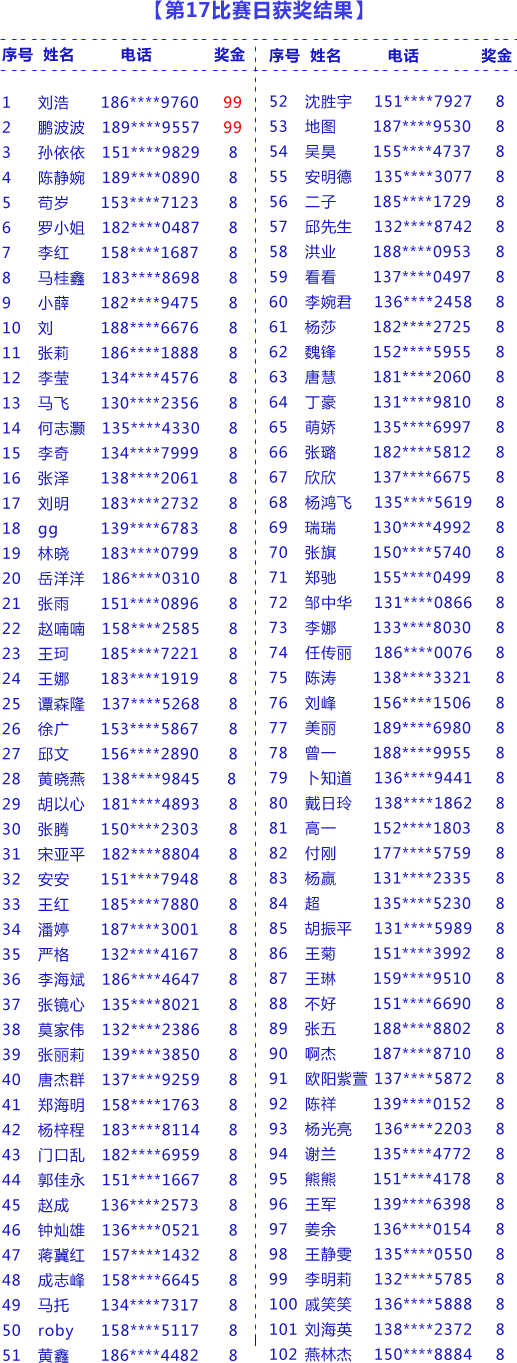 【第17比赛日获奖结果】
序号 姓名 电话 奖金
1 刘浩 186****9760 99
2 鹏波波 189****9557 99
3 孙依依 151****9829 8
4 陈静婉 189****0890 8
5 苟岁 153****7123 8
6 罗小姐 182****0487 8
7 李红 158****1687 8
8 马桂鑫 183****8698 8
9 小薛 182****9475 8
10 刘 188****6676 8
11 张莉 186****1888 8
12 李莹 134****4576 8
13 马飞 130****2356 8
14 何志灏 135****4330 8
15 李奇 134****7999 8
16 张泽 138****2061 8
17 刘明 183****2732 8
18 gg 139****6783 8
19 林晓 183****0799 8
20 岳洋洋 186****0310 8
21 张雨 151****0896 8
22 赵喃喃 158****2585 8
23 王珂 185****7221 8
24 王娜 183****1919 8
25 谭森隆 137****5268 8
26 徐广 153****5867 8
27 邱文 156****2890 8
28 黄晓燕 138****9845 8
29 胡以心 181****4893 8
30 张腾 150****2303 8
31 宋亚平 182****8804 8
32 安安 151****7948 8
33 王红 185****7880 8
34 潘婷 187****3001 8
35 严格 132****4167 8
36 李海斌 186****4647 8
37 张镜心 135****8021 8
38 莫家伟 132****2386 8
39 张丽莉 139****3850 8
40 唐杰群 137****9259 8
41 郑海明 158****1763 8
42 杨梓程 183****8114 8
43 门口乱 182****6959 8
44 郭佳永 151****1667 8
45 赵成 136****2573 8
46 钟灿雄 136****0521 8
47 蒋冀红 157****1432 8
48 成志峰 158****6645 8
49 马托 134****7317 8
50 roby 158****5117 8
51 黄鑫 186****4482 8
序号 姓名 电话 奖金
52 沈胜宇 151****7927 8
53 地图 187****9530 8
54 吴昊 155****4737 8
55 安明德 135****3077 8
56 二子 185****1729 8
57 邱先生 132****8742 8
58 洪业 188****0953 8
59 看看 137****0497 8
60 李婉君 136****2458 8
61 杨莎 182****2725 8
62 魏锋 152****5955 8
63 唐慧 181****2060 8
64 丁豪 131****9810 8
65 萌娇 135****6997 8
66 张璐 182****5812 8
67 欣欣 137****6675 8
68 杨鸿飞 135****5619 8
69 瑞瑞 130****4992 8
70 张旗 150****5740 8
71 郑驰 155****0499 8
72 邹中华 131****0866 8
73 李娜 133****8030 8
74 任传丽 186****0076 8
75 陈涛 138****3321 8
76 刘峰 156****1506 8
77 美丽 189****6980 8
78 曾一 188****9955 8
79 卜知道 136****9441 8
80 戴日玲 138****1862 8
81 高一 152****1803 8
82 付刚 177****5759 8
83 杨赢 131****2335 8
84 超 135****5230 8
85 胡振平 131****5989 8
86 王菊 151****3992 8
87 王琳 159****9510 8
88 不好 151****6690 8
89 张五 188****8802 8
90 啊杰 187****8710 8
91 欧阳紫萱 137****5872 8
92 陈祥 139****0152 8
93 杨光亮 136****2203 8
94 谢兰 135****4772 8
95 熊熊 151****4178 8
96 王军 139****6398 8
97 姜余 136****0154 8
98 王静雯 135****0550 8
99 李明莉 132****5785 8
100 戚笑笑 136****5888 8
101 刘海英 138****2372 8
102 燕林杰 150****8884 8